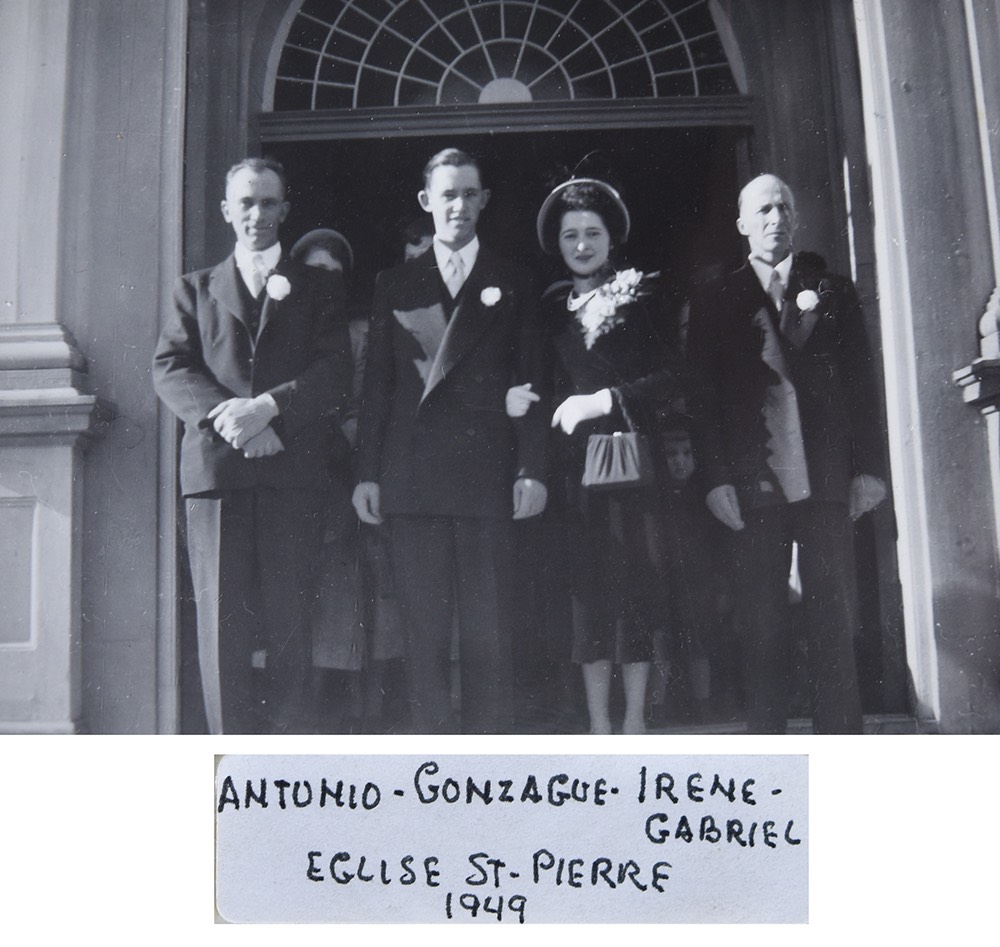 ANTONIO - GONZAGUE - IRENE -
GABRIEL
EGLISE ST-PIERRE
1949